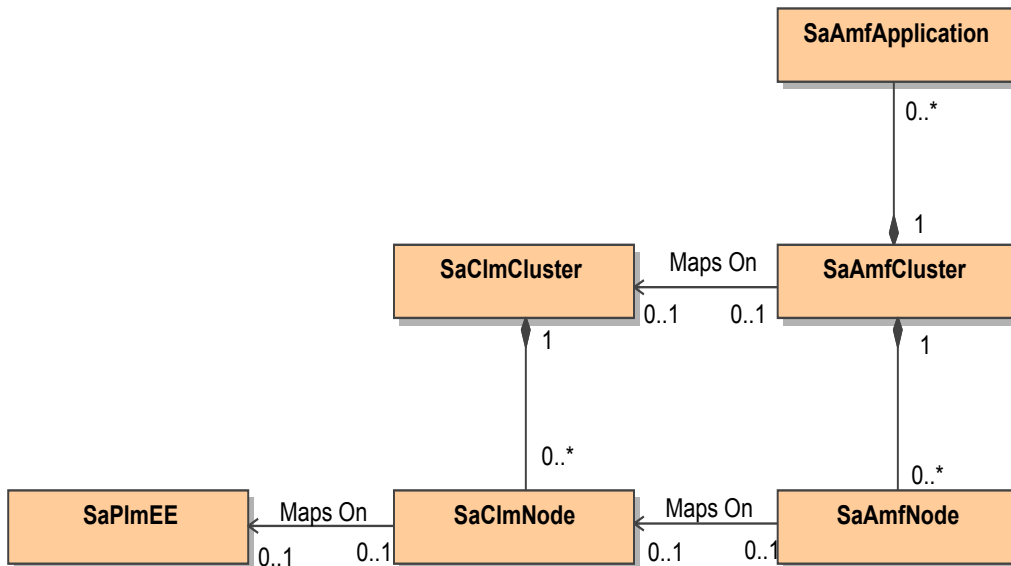 SaAmfApplication
0..*
1
SaClmCluster
Maps On
SaAmfCluster
0..1
0..1
1
1
0..*
0..*
SaPlmEE
Maps On
SaClmNode
Maps On
SaAmfNode
0..1
0..1
0..1
0..1